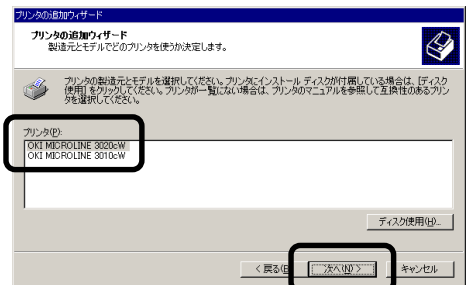 プリンタの追加ウィザード
プリンタの追加ウィザード
製造元とモデルでどのプリンタを使うか決定します。
プリンタの製造元とモデルを選択してください。プリンタにインストール ディスクが付属している場合は、[ディスク
使用] をクリックしてください。プリンタが一覧にない場合は、プリンタのマニュアルを参照して互換性のあるプリン
タを選択してください。
プリンタ(P):
OKI MICROLINE 3020cW
OKI MICROLINE 3010cW
ディスク使用(H)...
< 戻る(B)
次へ(N) >
キャンセル